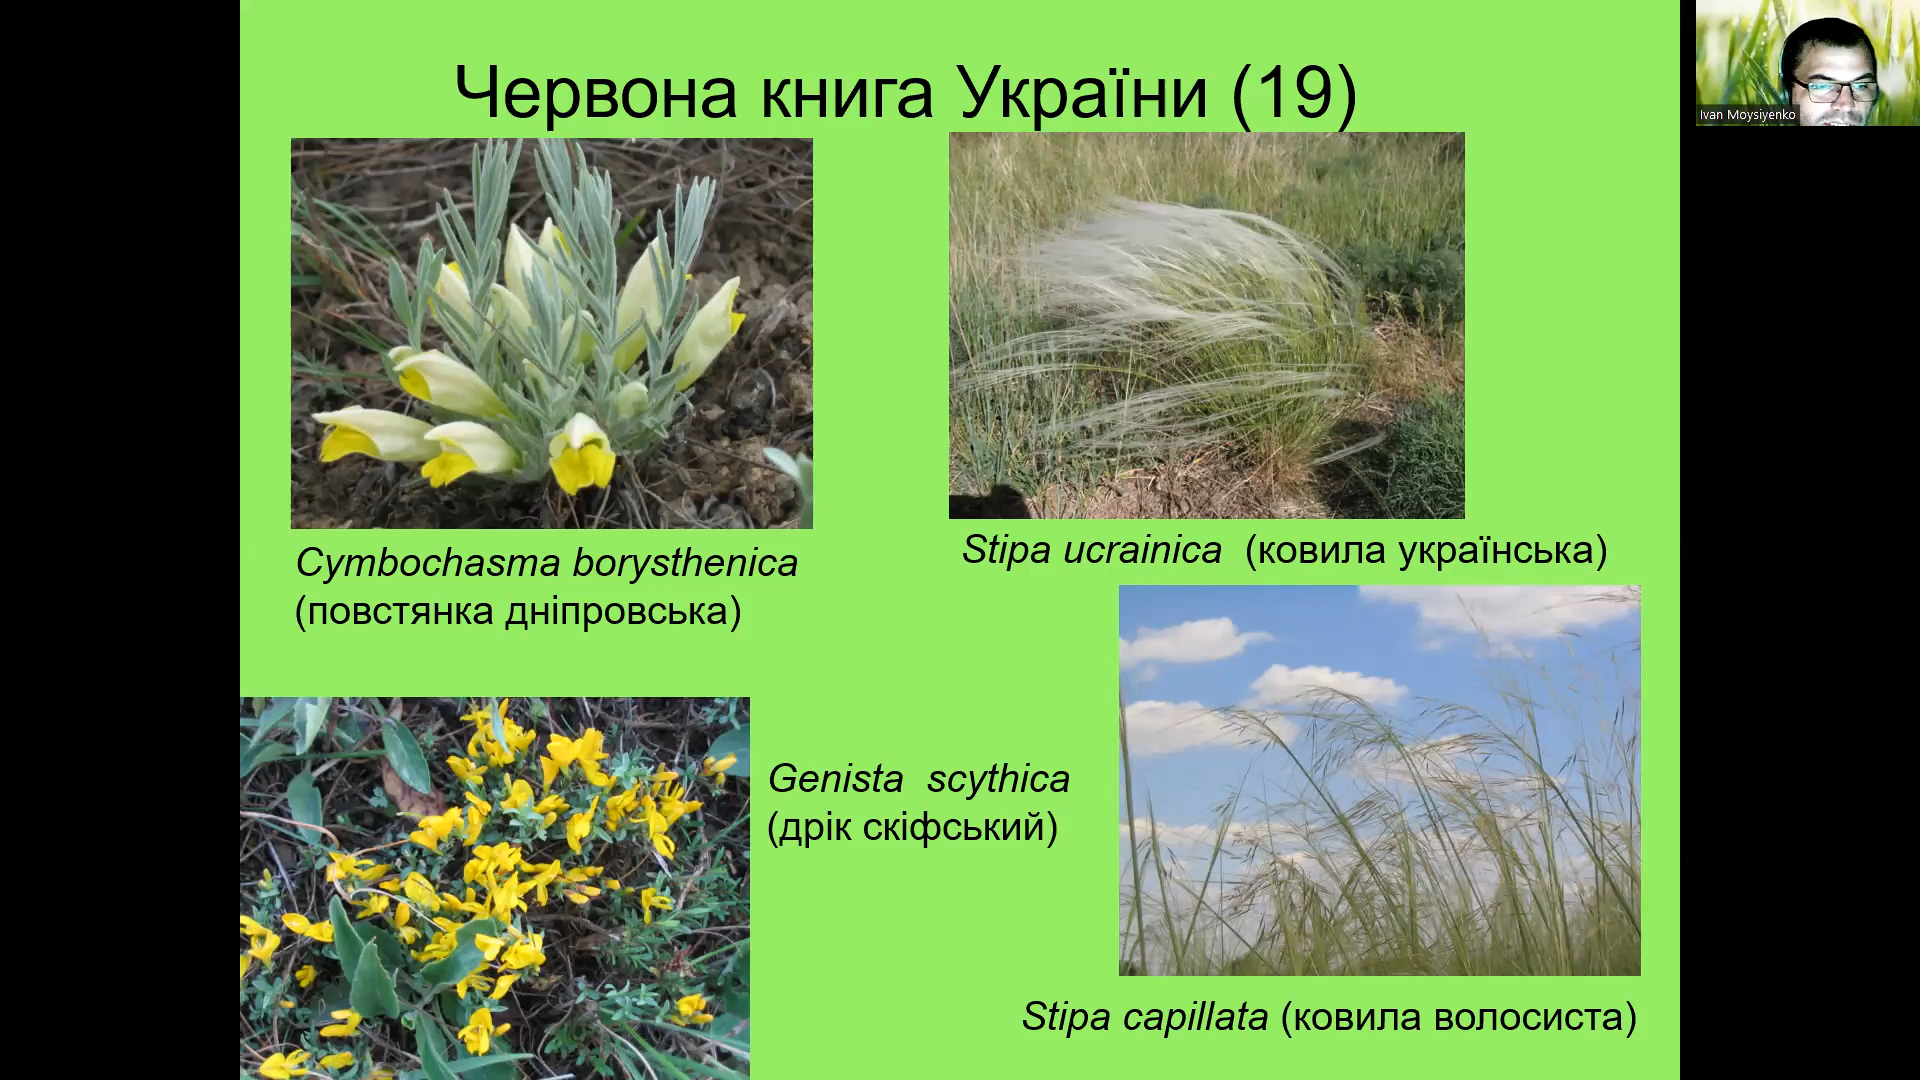 Червона книга України (19)
Ivan Moysiyenko
Cymbochasma borysthenica
(повстянка дніпровська)
Stipa ucrainica (ковила українська)
Genista scythica
(дрік скіфський)
Stipa capillata (ковила волосиста)